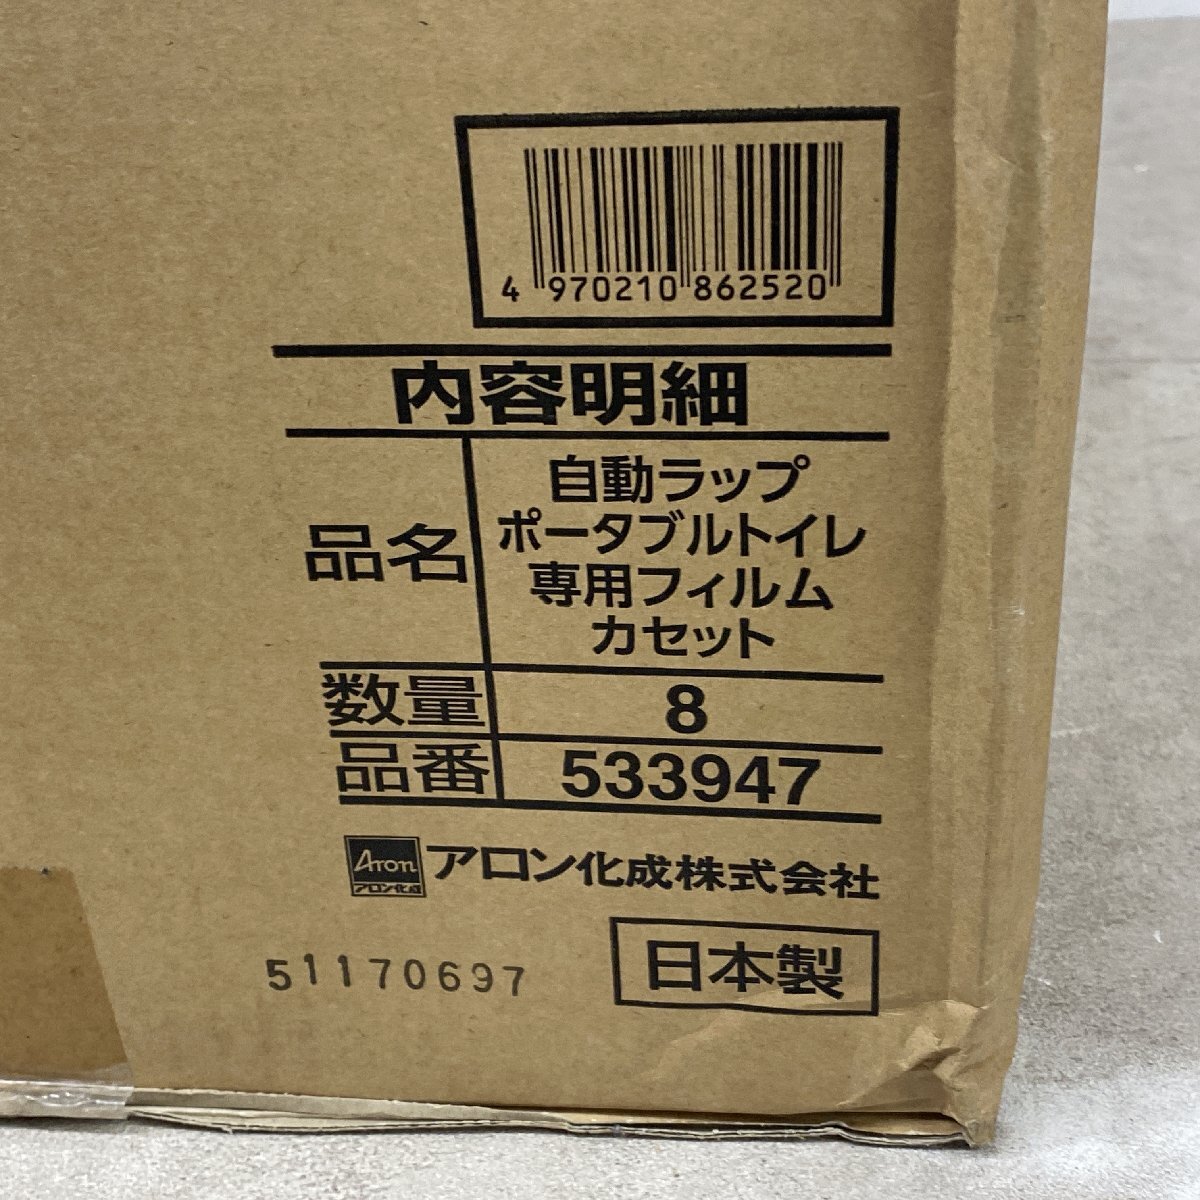 4 970210 862520
内容明細
品名
自動ラップ
ポータブルトイレ
専用フィルム
カセット
数量 8
品番 533947
Aron
アロン化成
アロン化成株式会社
日本製
51170697